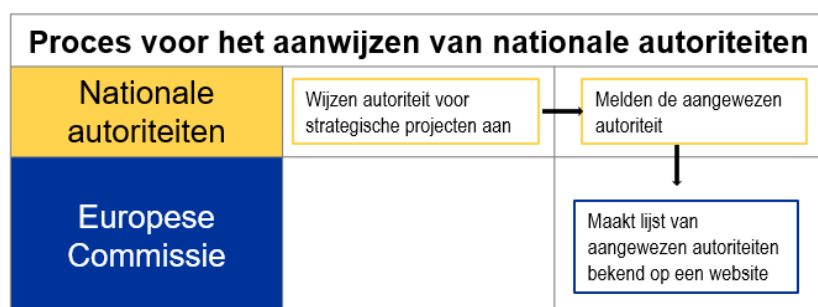 Proces voor het aanwijzen van nationale autoriteiten
Nationale
autoriteiten
Wijzen autoriteit voor
strategische projecten aan
Melden de aangewezen
autoriteit
Europese
Commissie
Maakt lijst van
aangewezen autoriteiten
bekend op een website